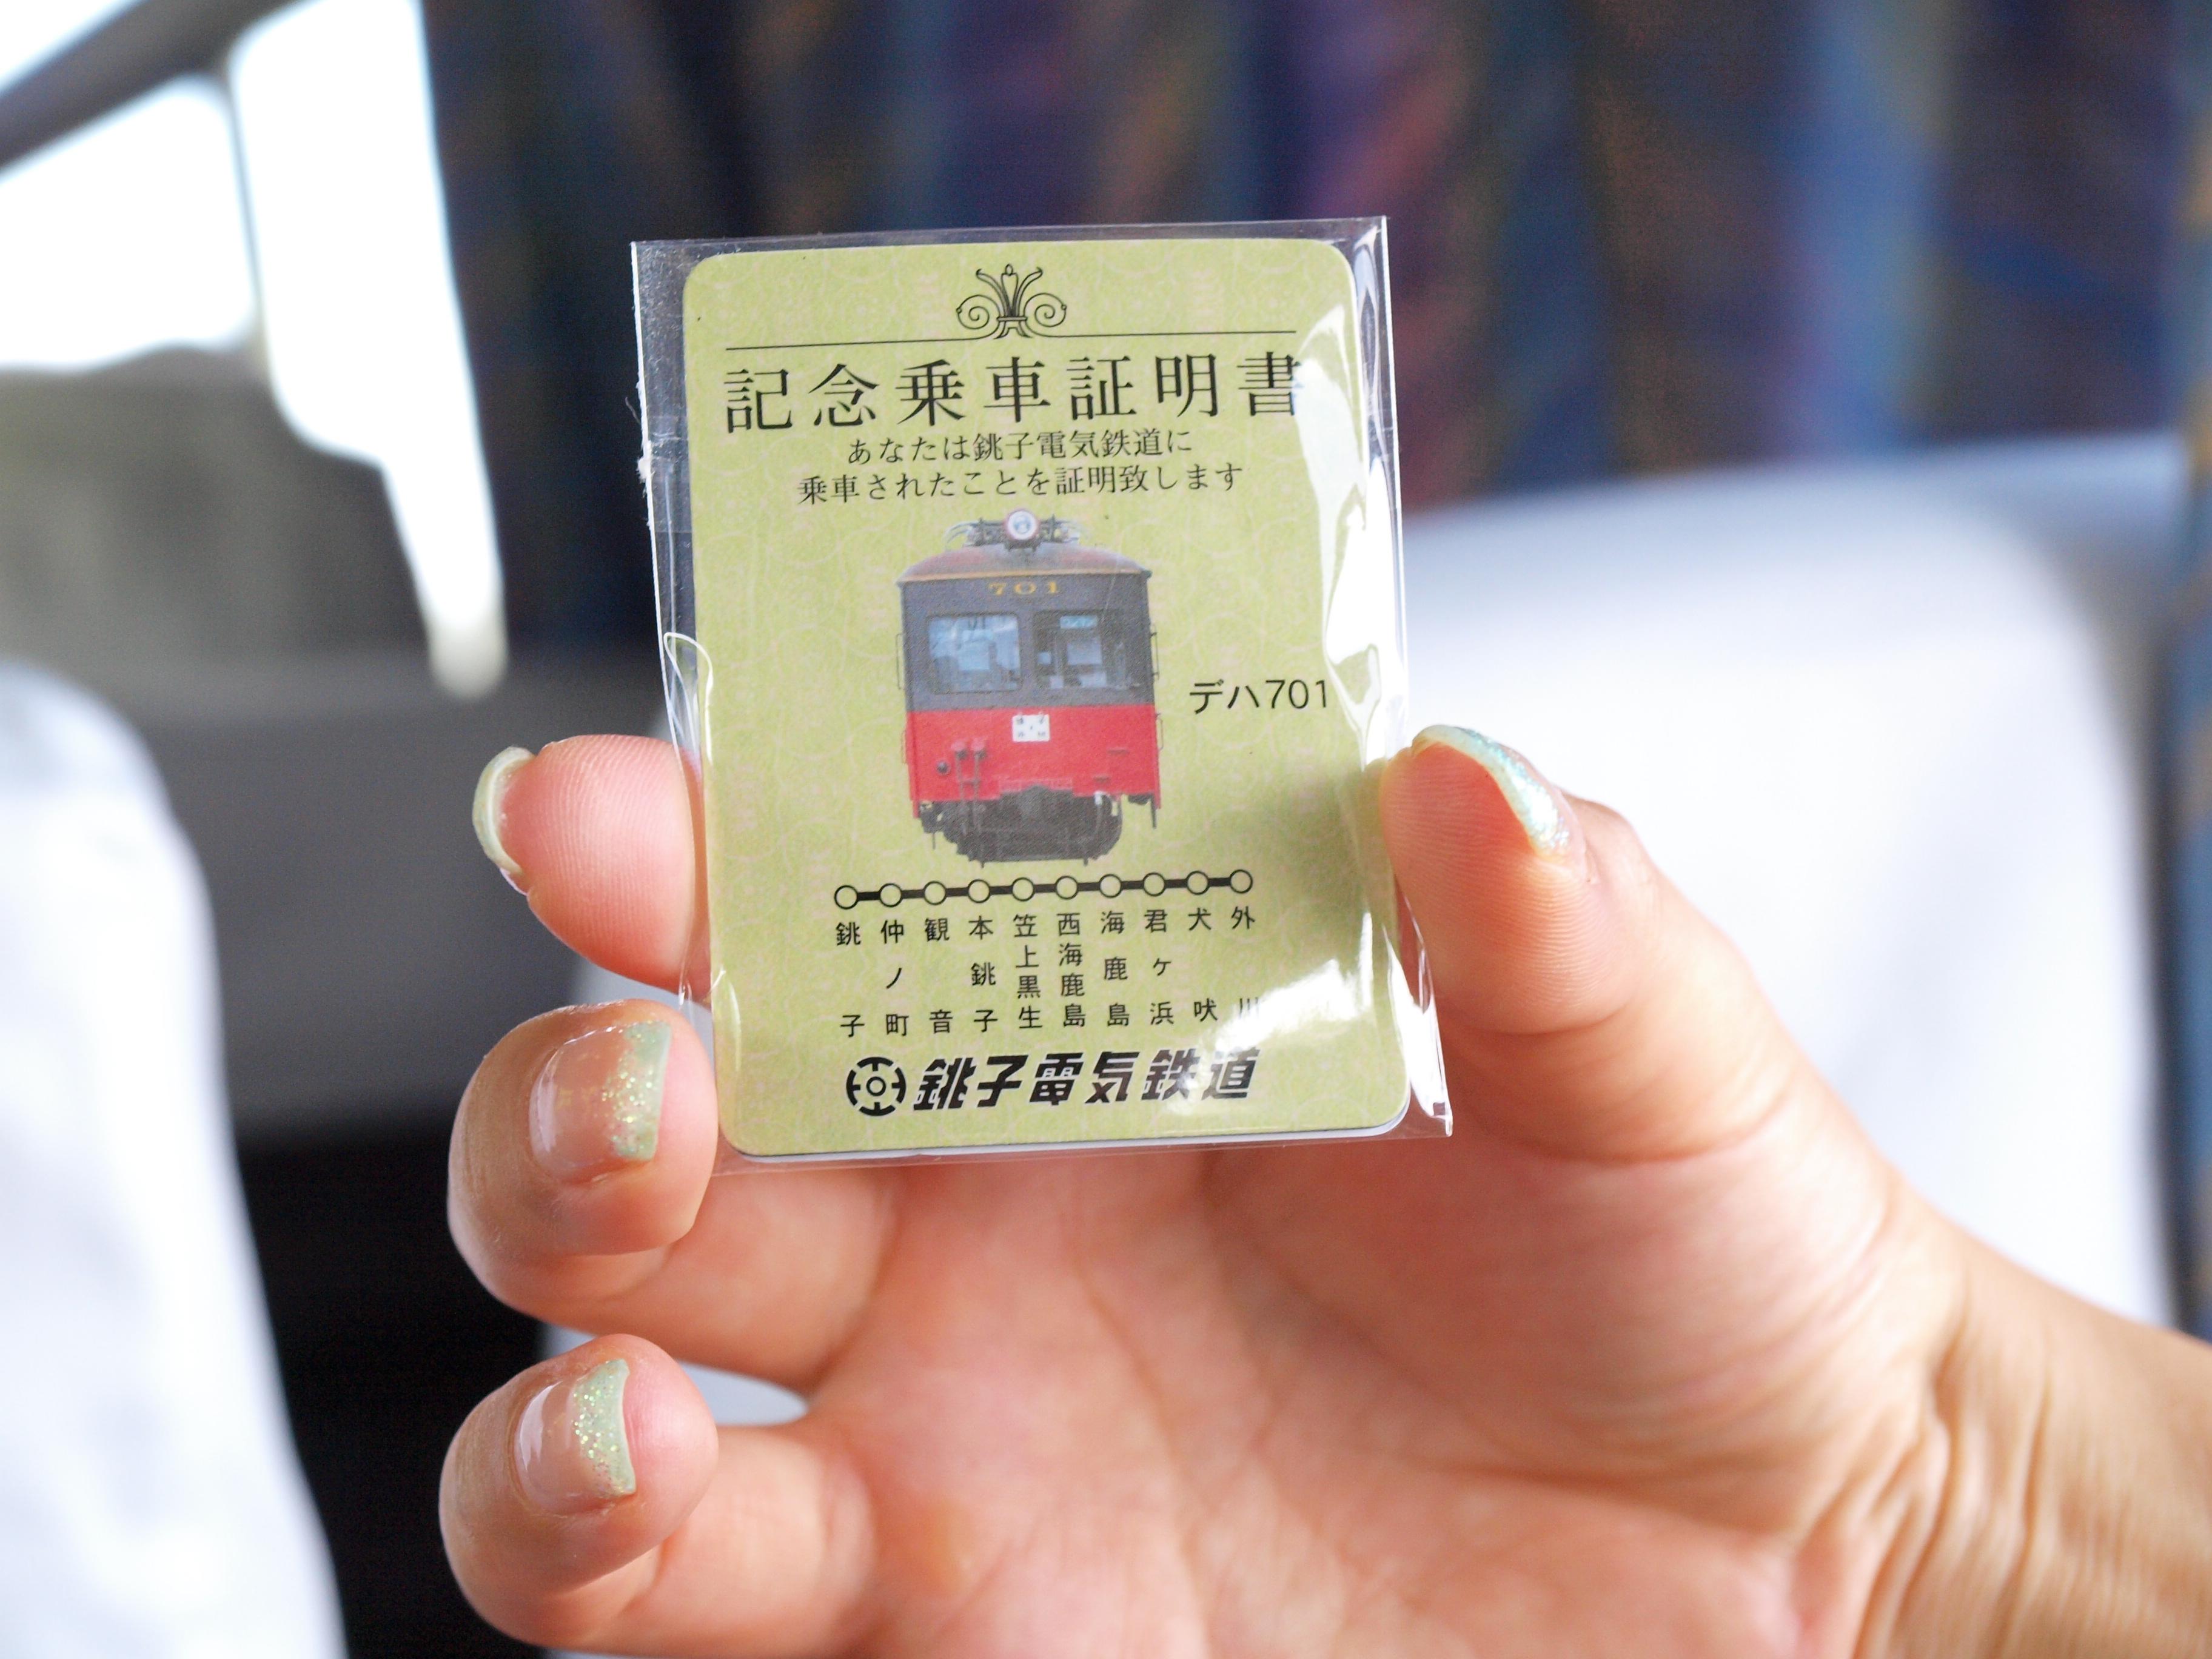 記念乗車証明書
あなたは銚子電気鉄道に
乗車されたことを証明致します
701
デハ701
銚子
仲ノ町
観音
本銚子
笠上黒生
西海鹿島
海鹿島
君ヶ浜
犬吠
外川
銚子電気鉄道